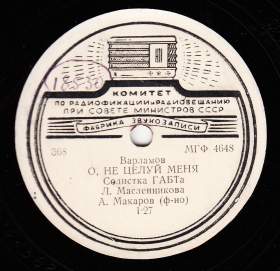 КОМИТЕТ
ПО РАДИОФИКАЦИИ И РАДИОВЕЩАНИЮ
ПРИ СОВЕТЕ МИНИСТРОВ СССР
ФАБРИКА ЗВУКОЗАПИСИ
368 МГФ 4648
Варламов
О, НЕ ЦЕЛУЙ МЕНЯ
Солистка ГАБТа
Л. Масленникова
А. Макаров (ф-но)
1-27